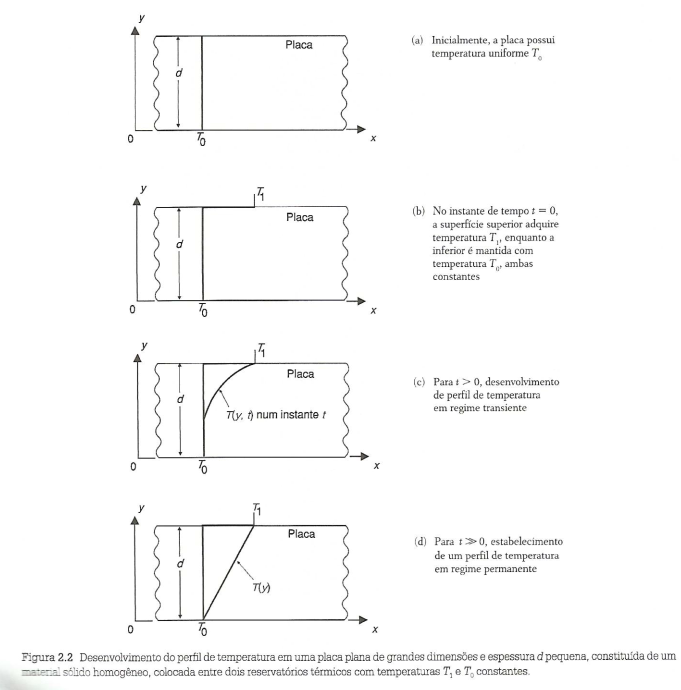 y
Placa
d
0
T0
x
(a) Inicialmente, a placa possui
temperatura uniforme T0
y
T1
Placa
d
0
T0
x
(b) No instante de tempo t = 0,
a superfície superior adquire
temperatura T1, enquanto a
inferior é mantida com
temperatura T0, ambas
constantes
y
T1
Placa
d
T(y, t) num instante t
0
T0
x
(c) Para t > 0, desenvolvimento
de perfil de temperatura
em regime transiente
y
T1
Placa
d
T(y)
0
T0
x
(d) Para t ≫ 0, estabelecimento
de um perfil de temperatura
em regime permanente
Figura 2.2 Desenvolvimento do perfil de temperatura em uma placa plana de grandes dimensões e espessura d pequena, constituída de um
material sólido homogêneo, colocada entre dois reservatórios térmicos com temperaturas T1 e T0 constantes.